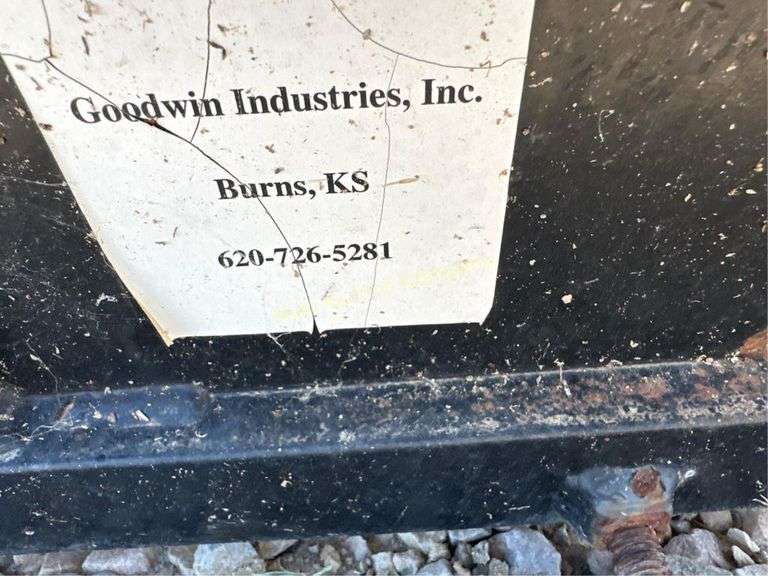 Goodwin Industries, Inc.
Burns, KS
620-726-5281